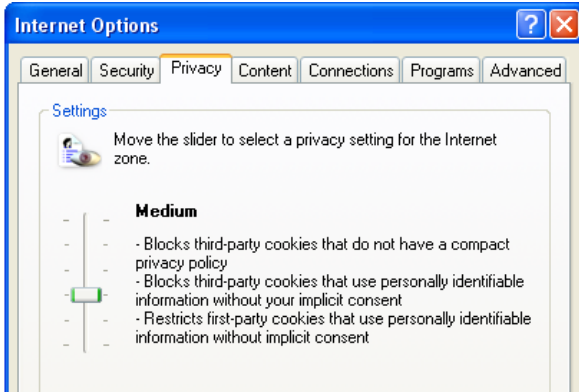 Internet Options
General Security Privacy Content Connections Programs Advanced
Settings
Move the slider to select a privacy setting for the Internet
zone.
Medium
- Blocks third-party cookies that do not have a compact
privacy policy
- Blocks third-party cookies that use personally identifiable
information without your implicit consent
- Restricts first-party cookies that use personally identifiable
information without implicit consent